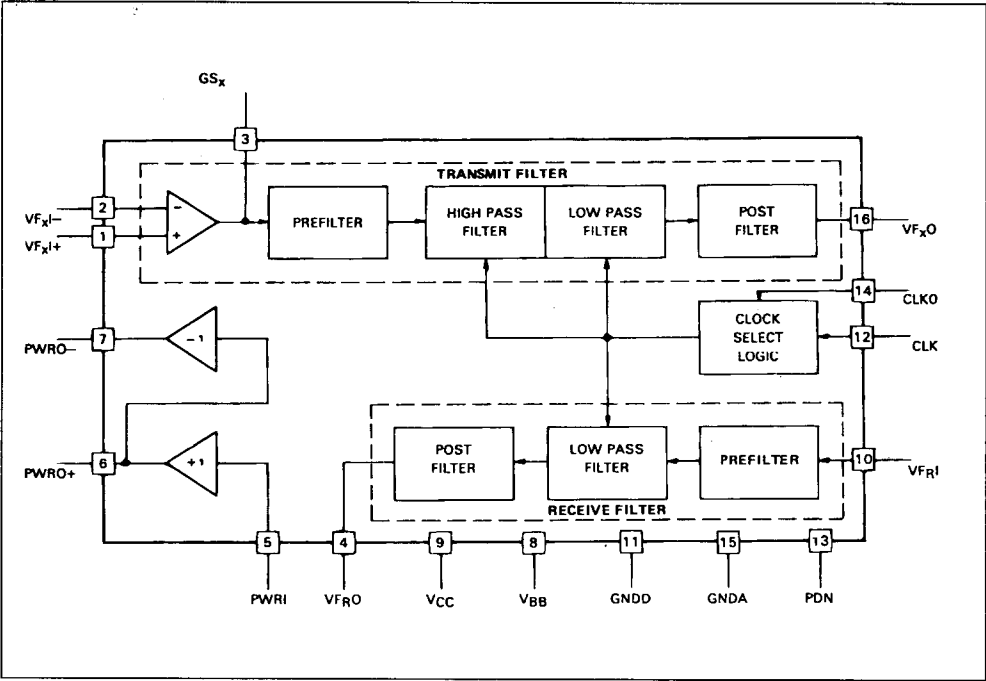 GSx
3
TRANSMIT FILTER
2
VFxI–
−
1
VFxI+
+
PREFILTER
HIGH PASS
FILTER
LOW PASS
FILTER
POST
FILTER
16
VFxO
14
CLK0
CLOCK
SELECT
LOGIC
12
CLK
7
PWRO–
−1
6
PWRO+
+1
POST
FILTER
LOW PASS
FILTER
PREFILTER
10
VFRI
RECEIVE FILTER
5
4
9
8
11
15
13
PWRI
VFRO
VCC
VBB
GNDD
GNDA
PDN